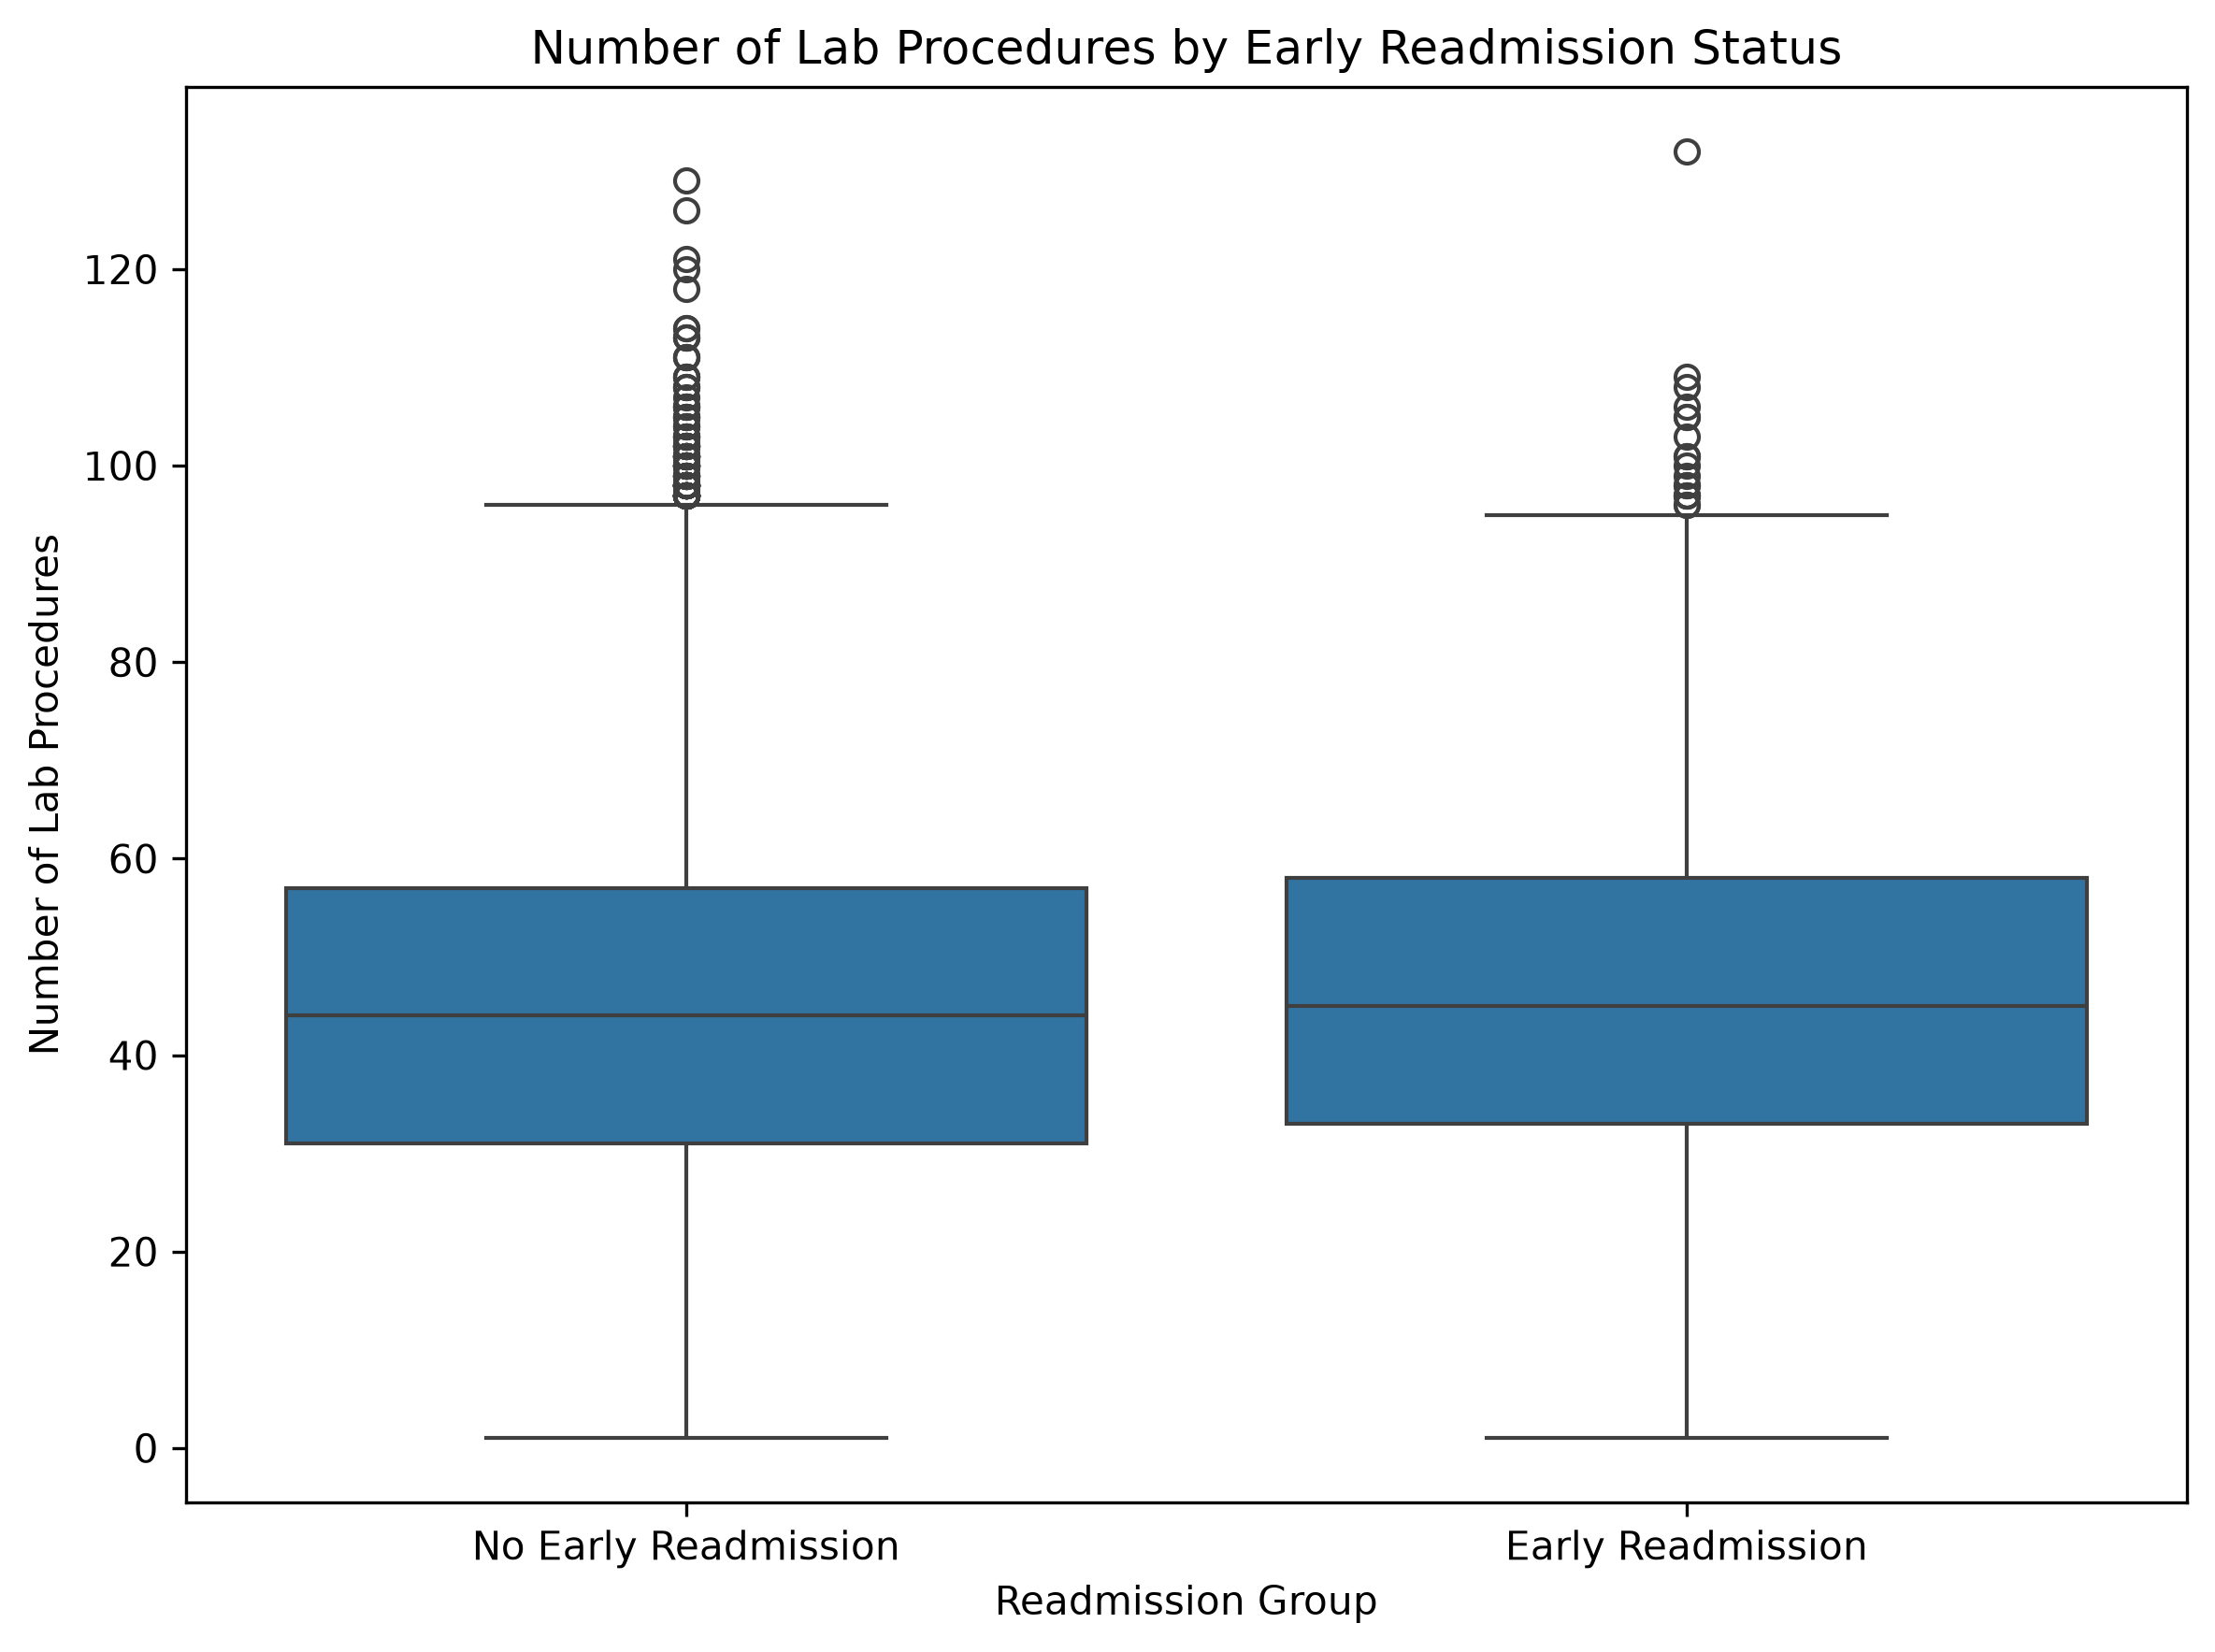 Number of Lab Procedures by Early Readmission Status
Number of Lab Procedures
120
100
80
60
40
20
0
No Early Readmission
Early Readmission
Readmission Group